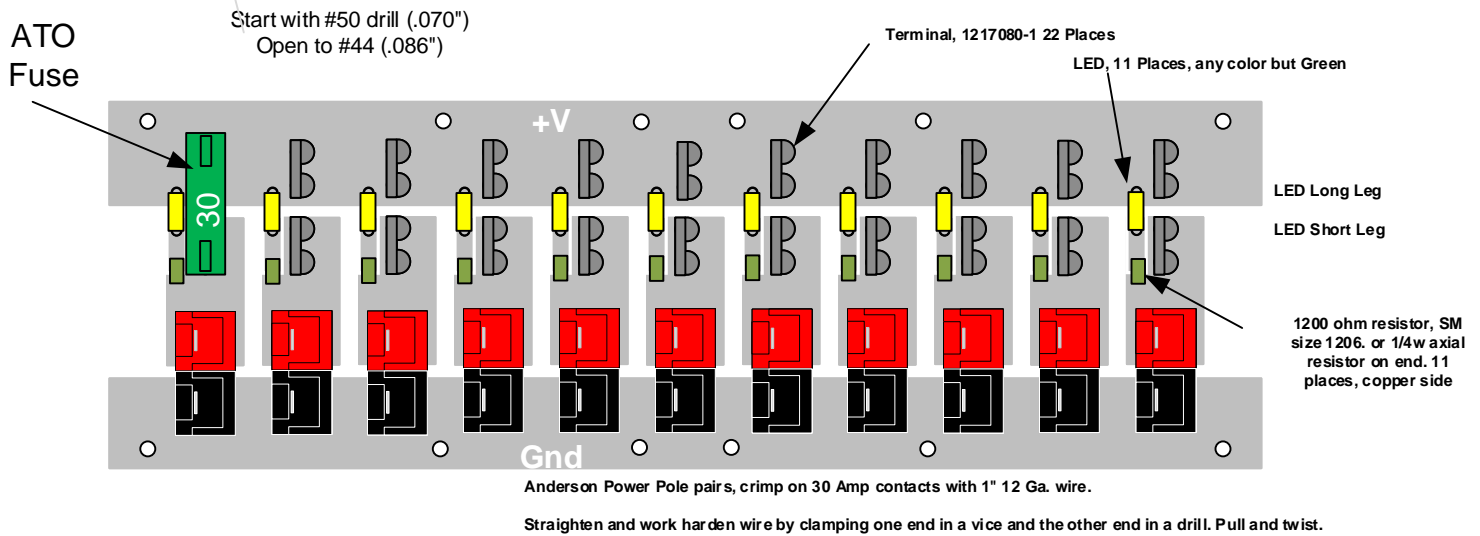 Start with #50 drill (.070")
Open to #44 (.086")
ATO
Fuse
Terminal, 1217080-1 22 Places
LED, 11 Places, any color but Green
+V
30
LED Long Leg
LED Short Leg
1200 ohm resistor, SM
size 1206. or 1/4w axial
resistor on end. 11
places, copper side
Gnd
Anderson Power Pole pairs, crimp on 30 Amp contacts with 1" 12 Ga. wire.
Straighten and work harden wire by clamping one end in a vice and the other end in a drill. Pull and twist.